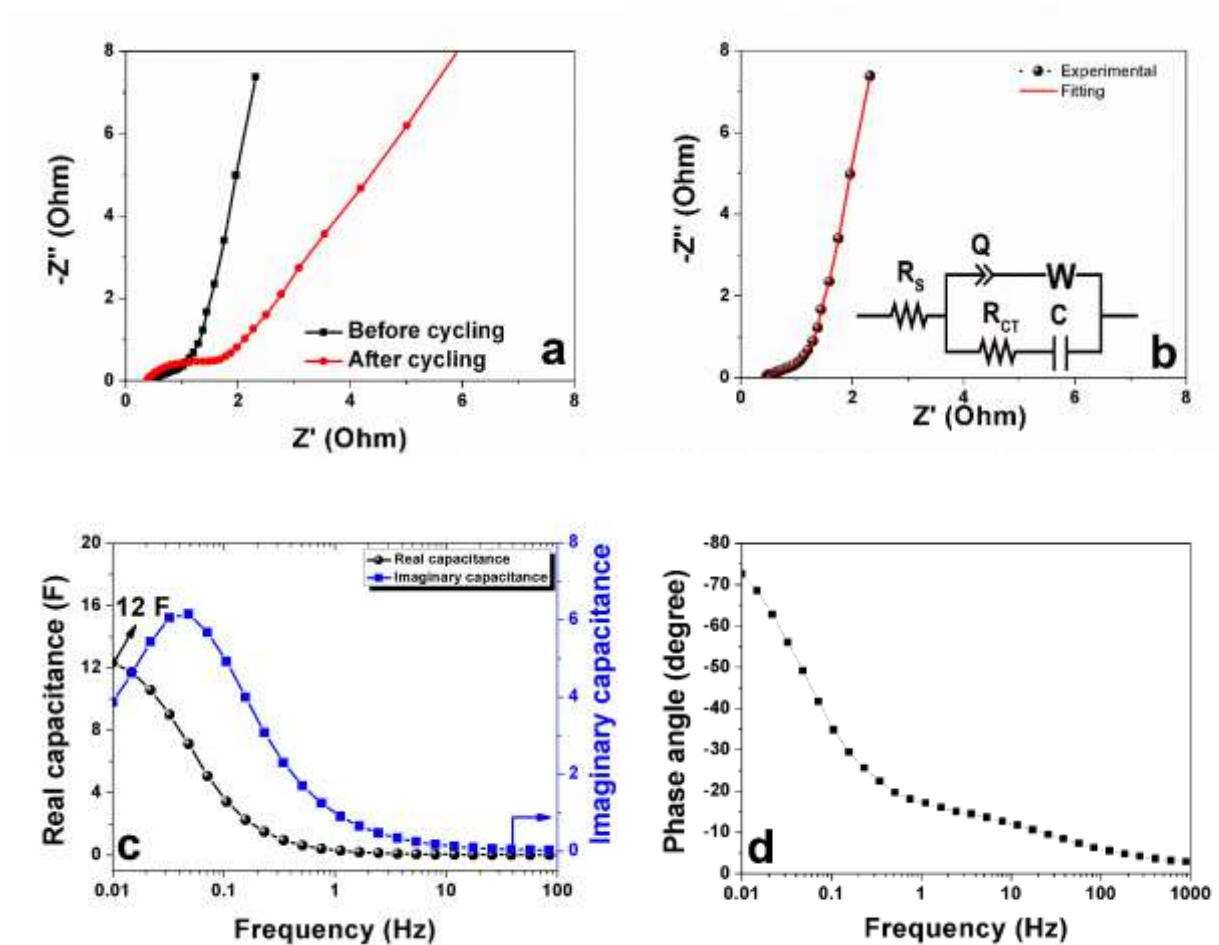 8
6
4
2
0
-Z'' (Ohm)
Before cycling
After cycling
a
0 2 4 6 8
Z' (Ohm)
8
6
4
2
0
-Z'' (Ohm)
Experimental
Fitting
Q
W
R_S
R_CT
C
b
0 2 4 6 8
Z' (Ohm)
20
16
12
8
4
0
Real capacitance (F)
Real capacitance
Imaginary capacitance
12 F
8
6
4
2
0
Imaginary capacitance
c
0.01 0.1 1 10 100
Frequency (Hz)
-80
-70
-60
-50
-40
-30
-20
-10
0
Phase angle (degree)
d
0.01 0.1 1 10 100 1000
Frequency (Hz)